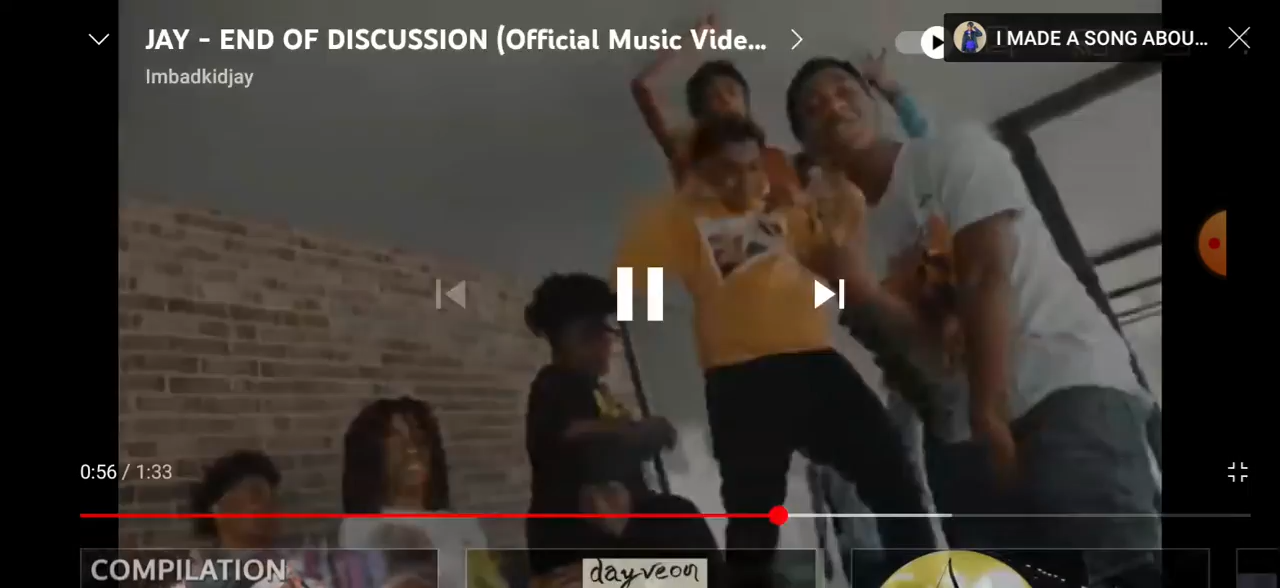 JAY - END OF DISCUSSION (Official Music Vide...
I MADE A SONG ABOU...
Imbadkidjay
0:56 / 1:33
COMPILATION
dayveon